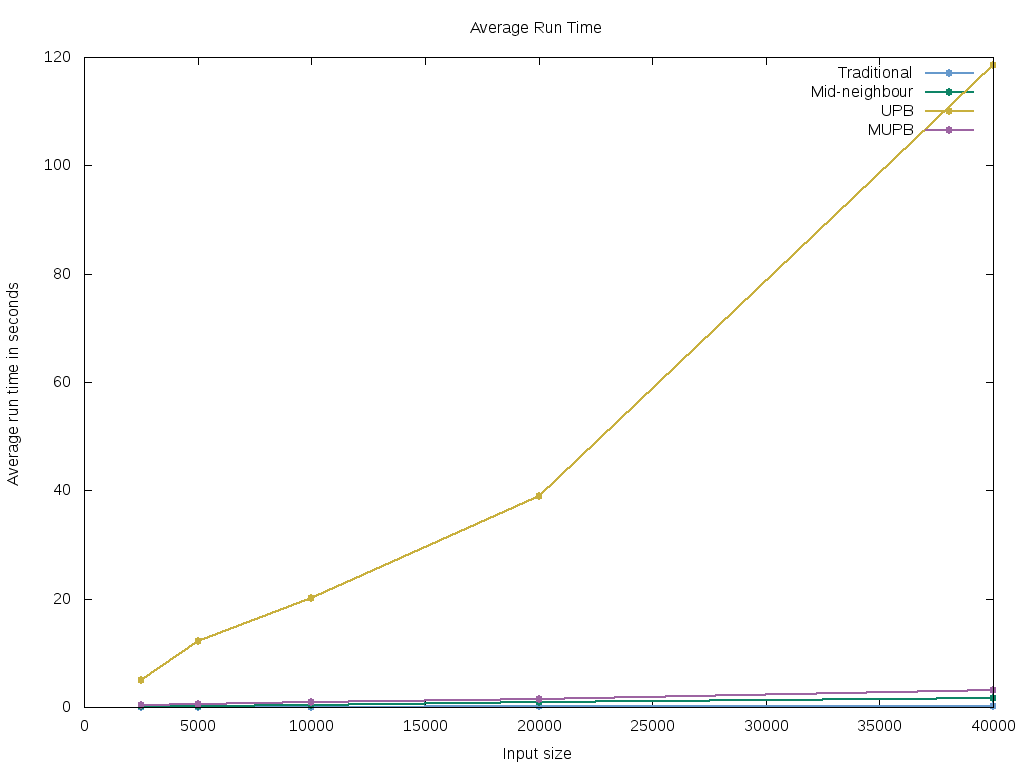 Average Run Time
Traditional
Mid-neighbour
UPB
MUPB
Average run time in seconds
120
100
80
60
40
20
0
0 5000 10000 15000 20000 25000 30000 35000 40000
Input size